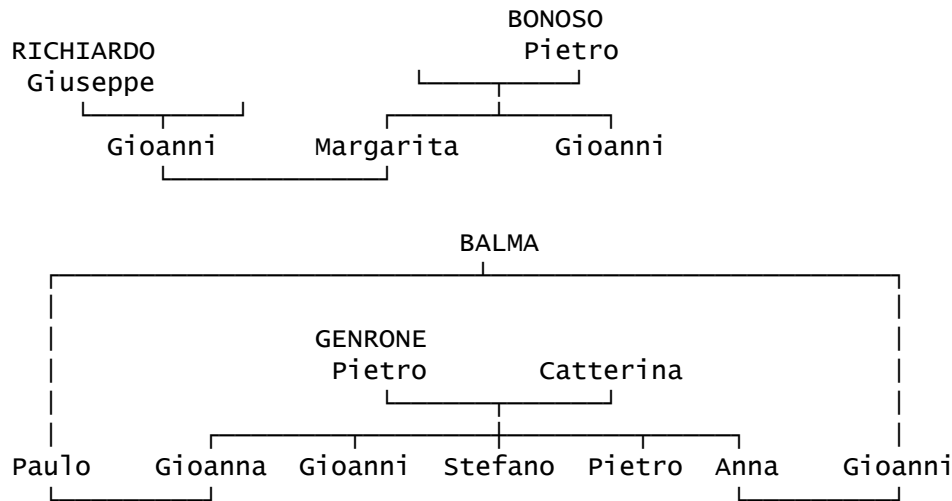 BONOSO
RICHIARDO Pietro
Giuseppe
Gioanni Margarita Gioanni
BALMA
GENRONE
Pietro Catterina
Paulo Gioanna Gioanni Stefano Pietro Anna Gioanni